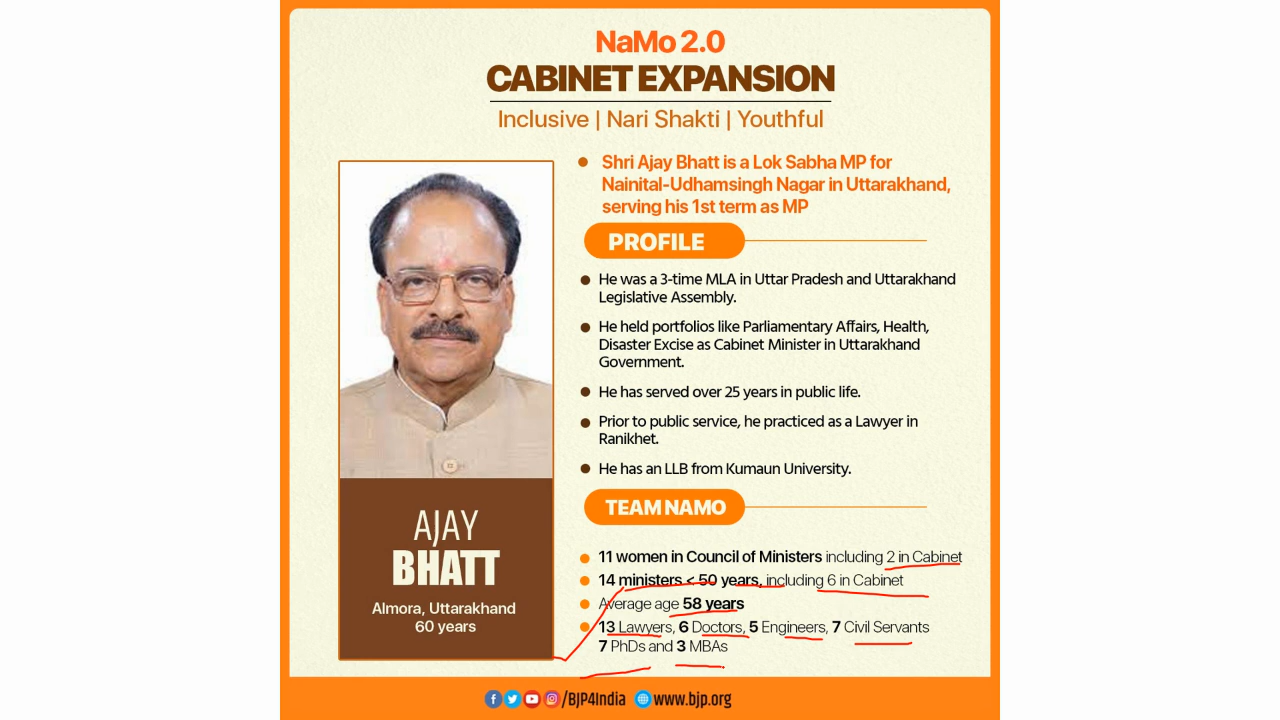 NaMo 2.0
CABINET EXPANSION
Inclusive | Nari Shakti | Youthful
Shri Ajay Bhatt is a Lok Sabha MP for
Nainital-Udhamsingh Nagar in Uttarakhand,
serving his 1st term as MP
PROFILE
He was a 3-time MLA in Uttar Pradesh and Uttarakhand
Legislative Assembly.
He held portfolios like Parliamentary Affairs, Health,
Disaster Excise as Cabinet Minister in Uttarakhand
Government.
He has served over 25 years in public life.
Prior to public service, he practiced as a Lawyer in
Ranikhet.
He has an LLB from Kumaun University.
TEAM NAMO
11 women in Council of Ministers including 2 in Cabinet
14 ministers < 50 years, including 6 in Cabinet
Average age 58 years
13 Lawyers, 6 Doctors, 5 Engineers, 7 Civil Servants
7 PhDs and 3 MBAs
AJAY
BHATT
Almora, Uttarakhand
60 years
/BJP4India www.bjp.org